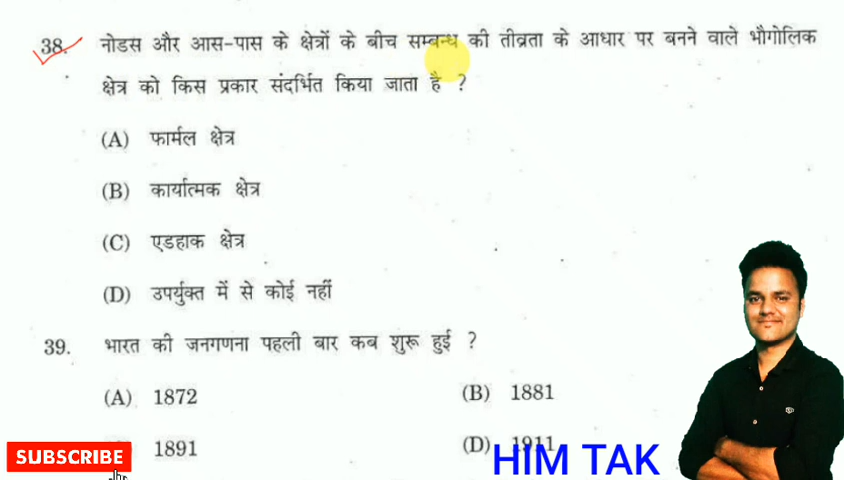 38. नोडस और आस-पास के क्षेत्रों के बीच सम्बन्ध की तीव्रता के आधार पर बनने वाले भौगोलिक
क्षेत्र को किस प्रकार संदर्भित किया जाता है ?
(A) फार्मल क्षेत्र
(B) कार्यात्मक क्षेत्र
(C) एडहाक क्षेत्र
(D) उपर्युक्त में से कोई नहीं
39. भारत की जनगणना पहली बार कब शुरू हुई ?
(A) 1872 (B) 1881
1891 (D) 1911
SUBSCRIBE
HIM TAK